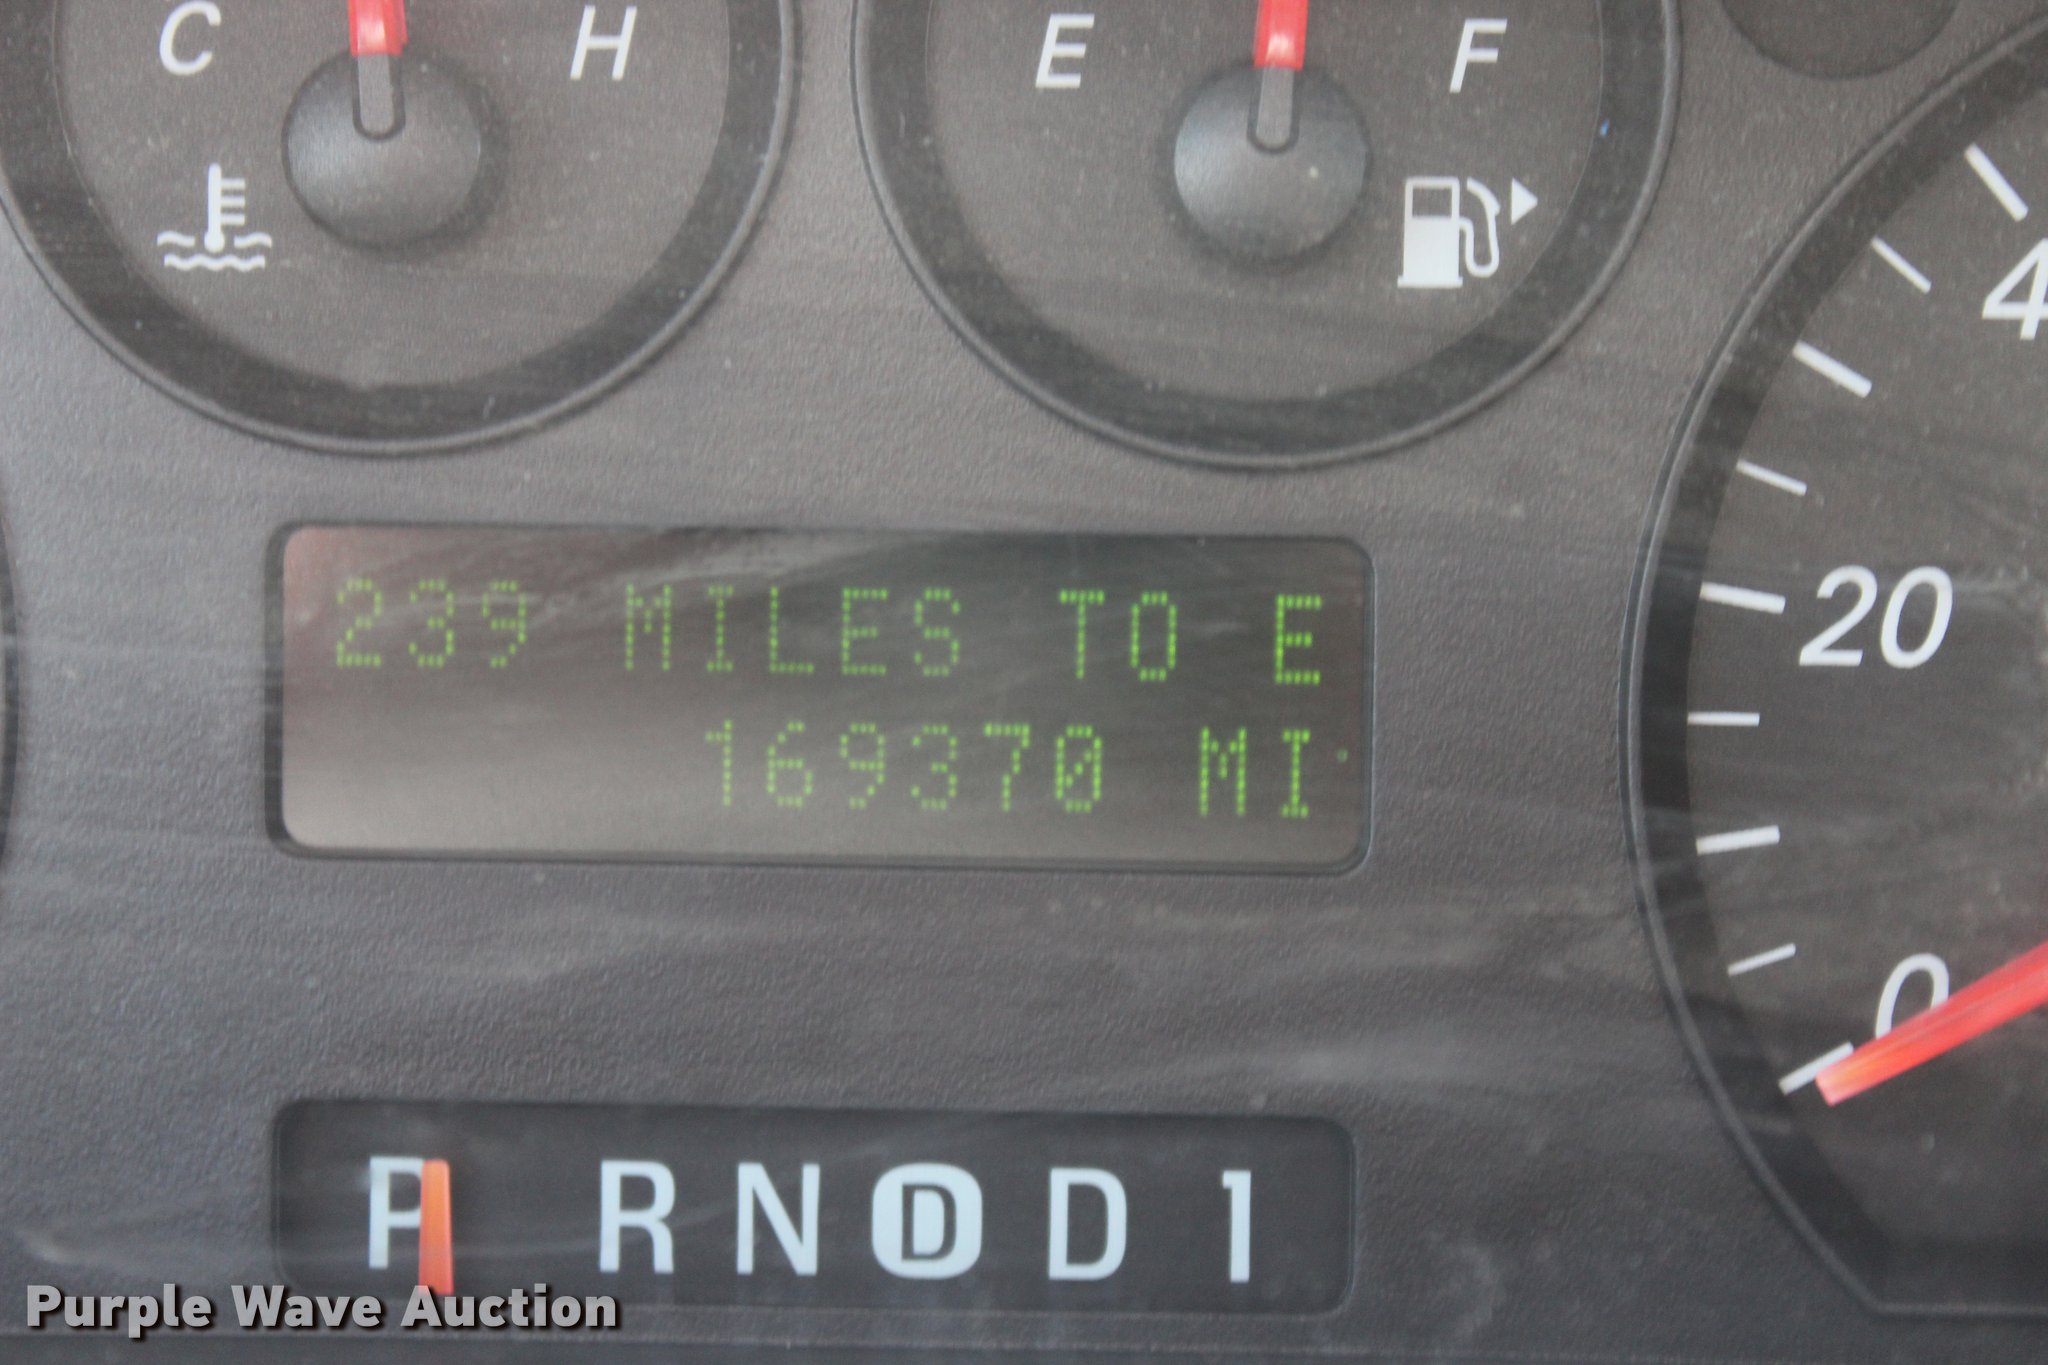 C H E F
4
20
239 MILES TO E
169370 MI
0
P R N D D 1
Purple Wave Auction